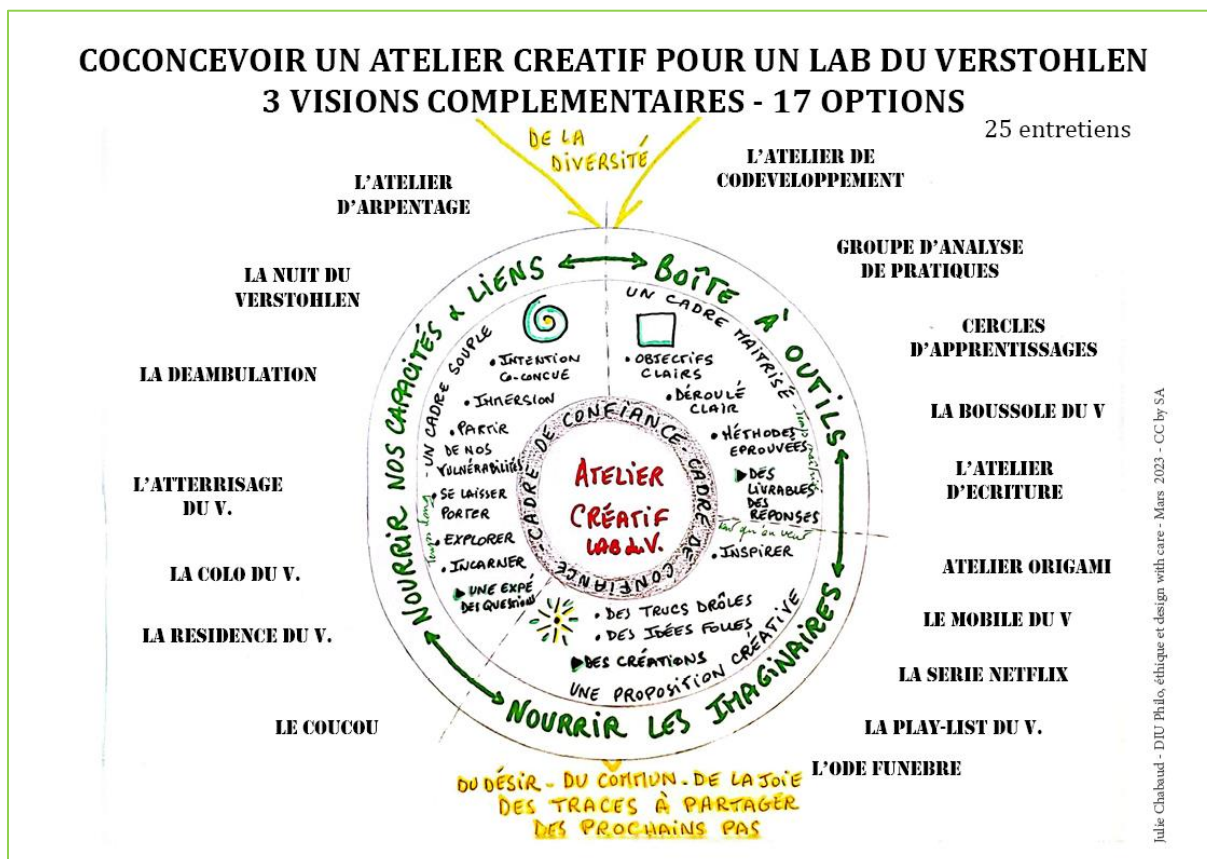 COCONCEVOIR UN ATELIER CREATIF POUR UN LAB DU VERSTOHLEN
3 VISIONS COMPLEMENTAIRES - 17 OPTIONS
25 entretiens
DE LA
DIVERSITÉ
L'ATELIER
D'ARPENTAGE
LA NUIT DU
VERSTOHLEN
LA DEAMBULATION
L'ATTERRISAGE
DU V.
LA COLO DU V.
LA RESIDENCE DU V.
LE COUCOU
L'ATELIER DE
CODEVELOPPEMENT
GROUPE D'ANALYSE
DE PRATIQUES
CERCLES
D'APPRENTISSAGES
LA BOUSSOLE DU V
L'ATELIER
D'ECRITURE
ATELIER ORIGAMI
LE MOBILE DU V
LA SERIE NETFLIX
LA PLAY-LIST DU V.
L'ODE FUNEBRE
NOURRIR NOS CAPACITÉS & LIENS
UN CADRE SOUPLE
Temps long
• INTENTION
CO-CONCUE
• IMMERSION
• PARTIR
DE NOS
VULNÉRABILITÉS
• SE LAISSER
PORTER
• EXPLORER
• INCARNER
▶ UNE EXPÉ
DES QUESTIONS
BOÎTE À OUTILS
UN CADRE MAITRISÉ -
• OBJECTIFS
CLAIRS
• DÉROULÉ
CLAIR
• MÉTHODES
EPROUVÉES
▶ DES
LIVRABLES
DES
RÉPONSES
qu'on veut
• INSPIRER
CADRE DE CONFIANCE - CADRE DE CONFIANCE -
ATELIER
CRÉATIF
LAB du V.
• DES TRUCS DRÔLES
• DES IDÉES FOLLES
▶ DES CRÉATIONS
UNE PROPOSITION CRÉATIVE
NOURRIR LES IMAGINAIRES
DU DÉSIR - DU COMMUN - DE LA JOIE
DES TRACES À PARTAGER
DES PROCHAINS PAS
Julie Chabaud - DIU Philo, éthique et design with care - Mars 2023 - CC by SA